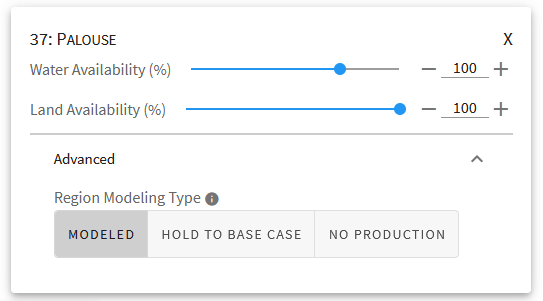 37: PALOUSE X
Water Availability (%) — 100 +
Land Availability (%) — 100 +
Advanced
Region Modeling Type
MODELED HOLD TO BASE CASE NO PRODUCTION